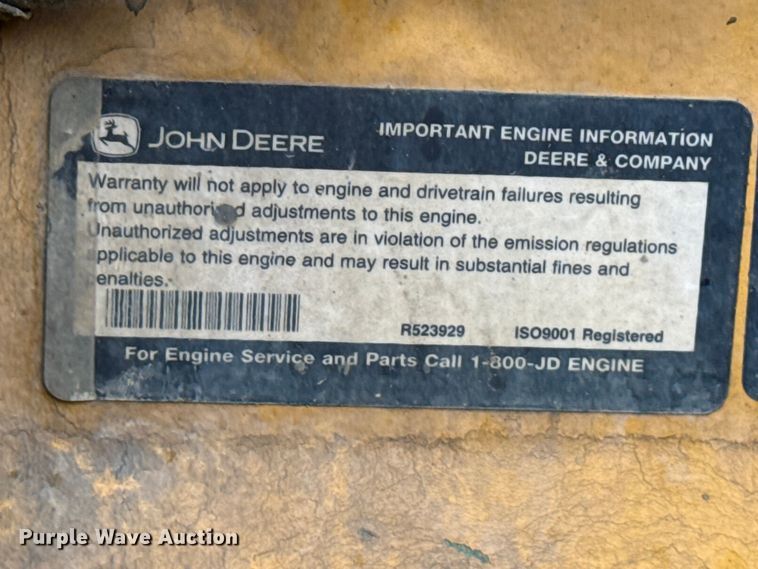 JOHN DEERE
IMPORTANT ENGINE INFORMATION
DEERE & COMPANY
Warranty will not apply to engine and drivetrain failures resulting
from unauthorized adjustments to this engine.
Unauthorized adjustments are in violation of the emission regulations
applicable to this engine and may result in substantial fines and
enalties.
R523929 ISO9001 Registered
For Engine Service and Parts Call 1-800-JD ENGINE
Purple Wave Auction